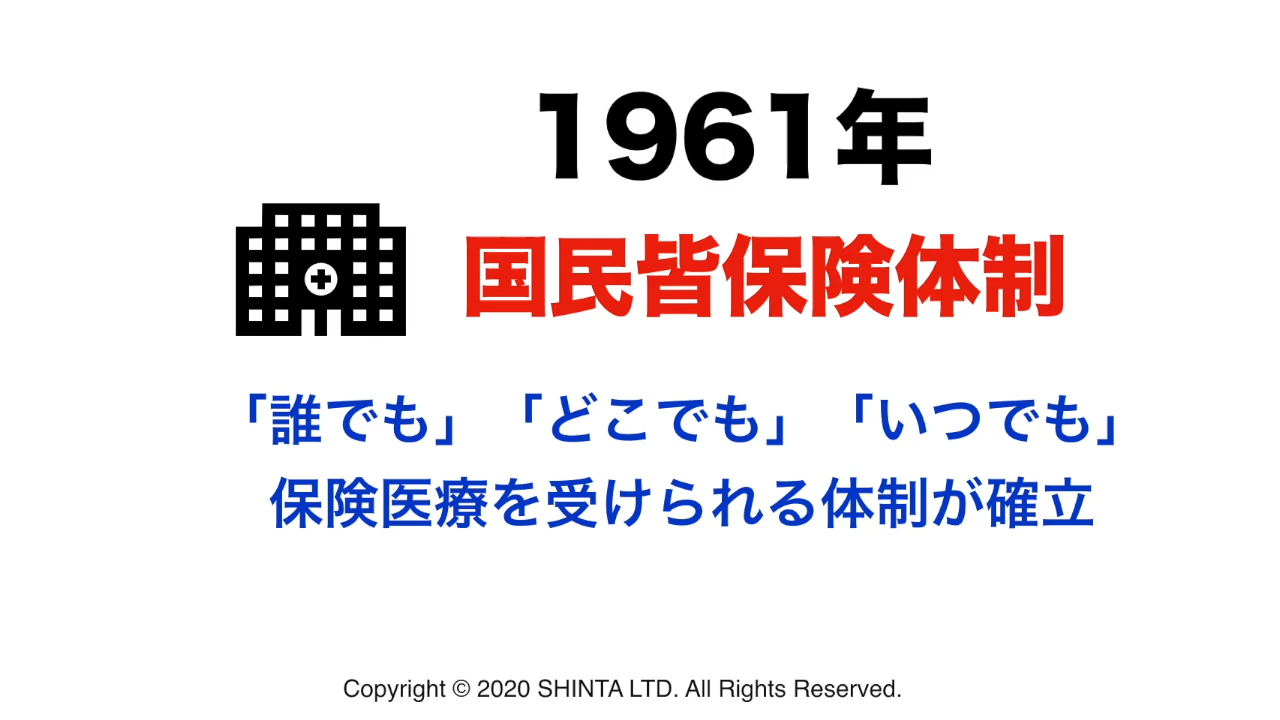 1961年
国民皆保険体制
「誰でも」「どこでも」「いつでも」
保険医療を受けられる体制が確立
Copyright © 2020 SHINTA LTD. All Rights Reserved.